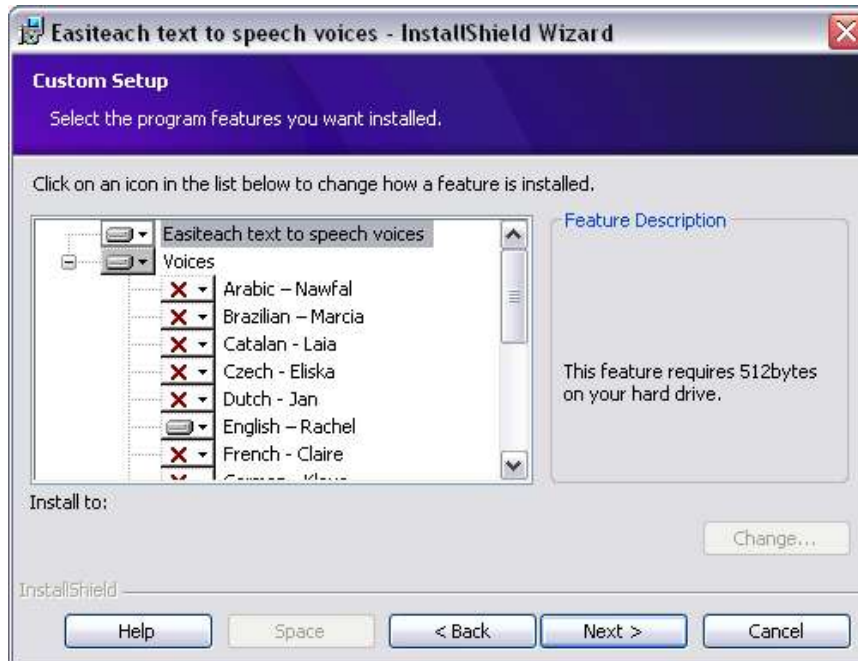 Easiteach text to speech voices - InstallShield Wizard
Custom Setup
Select the program features you want installed.
Click on an icon in the list below to change how a feature is installed.
Easiteach text to speech voices
Voices
Arabic – Nawfal
Brazilian – Marcia
Catalan - Laia
Czech - Eliska
Dutch - Jan
English – Rachel
French - Claire
Feature Description
This feature requires 512bytes
on your hard drive.
Install to:
Change...
InstallShield
Help
Space
< Back
Next >
Cancel